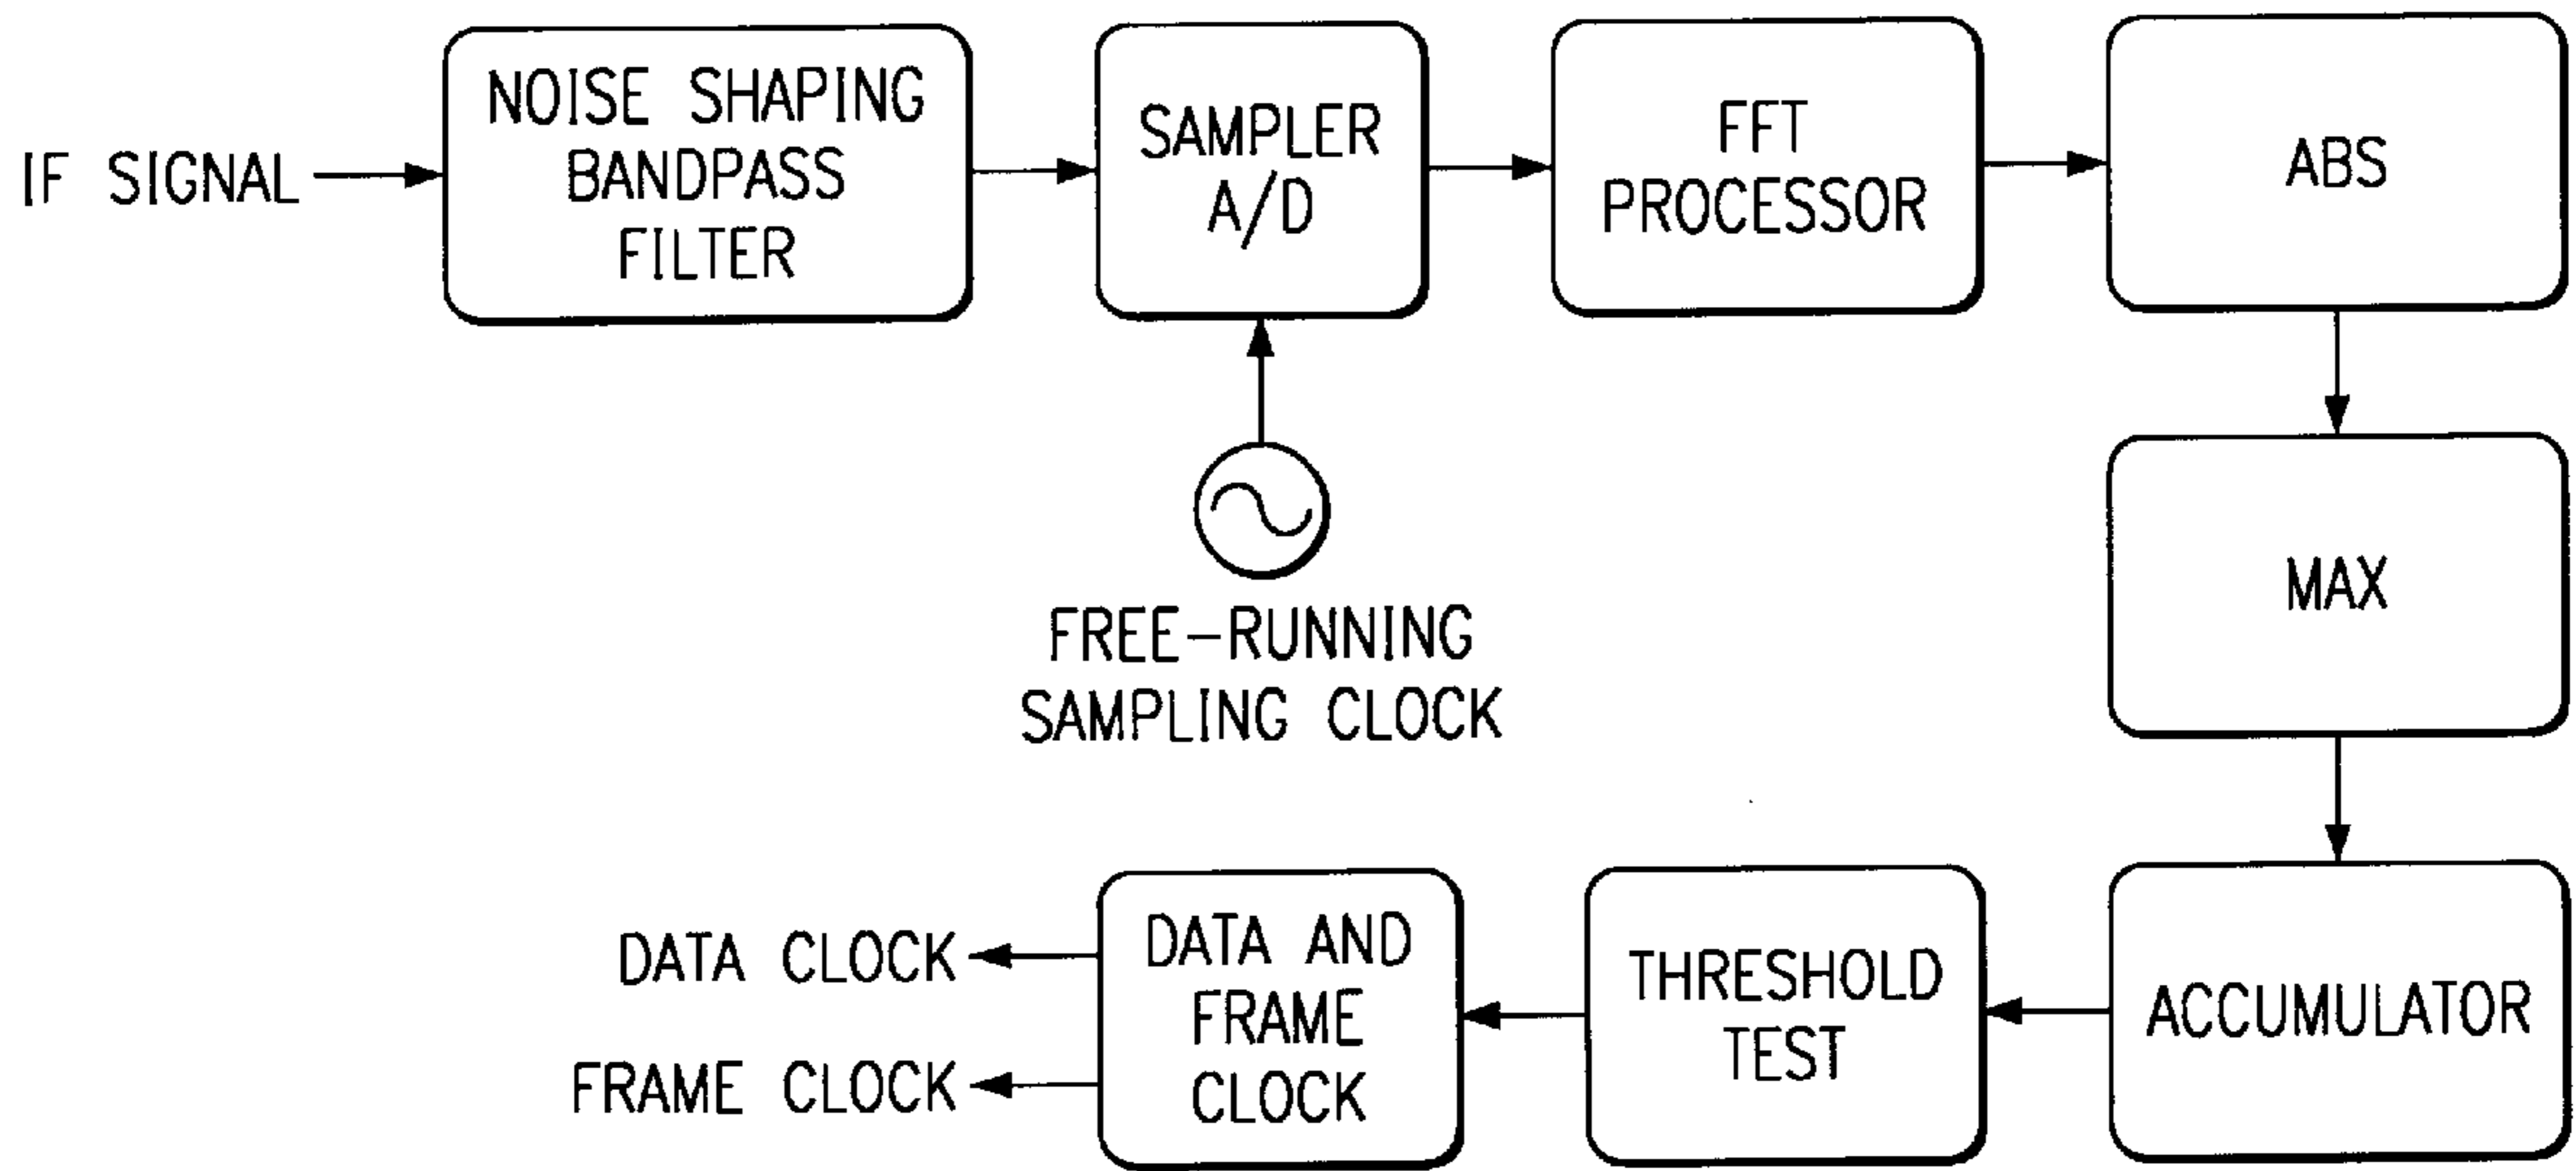 IF SIGNAL
NOISE SHAPING
BANDPASS
FILTER
SAMPLER
A/D
FFT
PROCESSOR
ABS
FREE-RUNNING
SAMPLING CLOCK
MAX
ACCUMULATOR
THRESHOLD
TEST
DATA AND
FRAME
CLOCK
DATA CLOCK
FRAME CLOCK